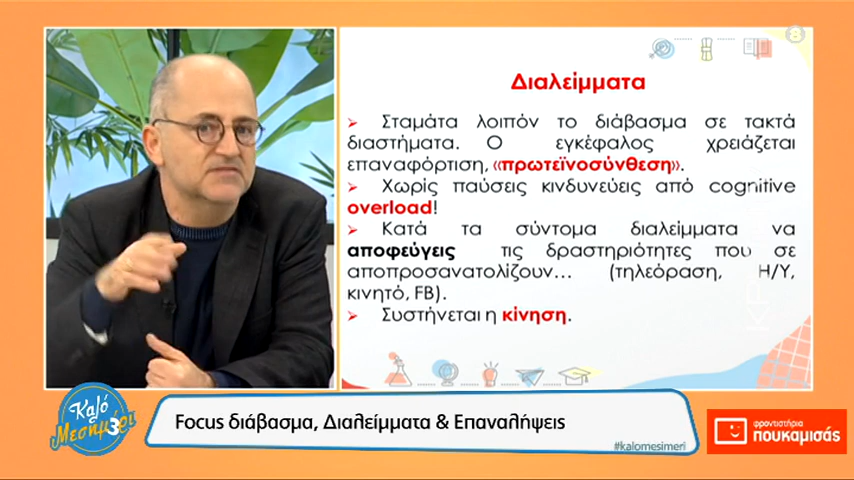 Διαλείμματα
➢ Σταμάτα λοιπόν το διάβασμα σε τακτά
διαστήματα. Ο εγκέφαλος χρειάζεται
επαναφόρτιση, «πρωτεϊνοσύνθεση».
➢ Χωρίς παύσεις κινδυνεύεις από cognitive
overload!
➢ Κατά τα σύντομα διαλείμματα να
αποφεύγεις τις δραστηριότητες που σε
αποπροσανατολίζουν... (τηλεόραση, Η/Υ,
κινητό, FB).
➢ Συστήνεται η κίνηση.
Καλό
Μεσημέρι
3
Focus διάβασμα, Διαλείμματα & Επαναλήψεις
#kalomesimeri
φροντιστήρια
πουκαμισάς